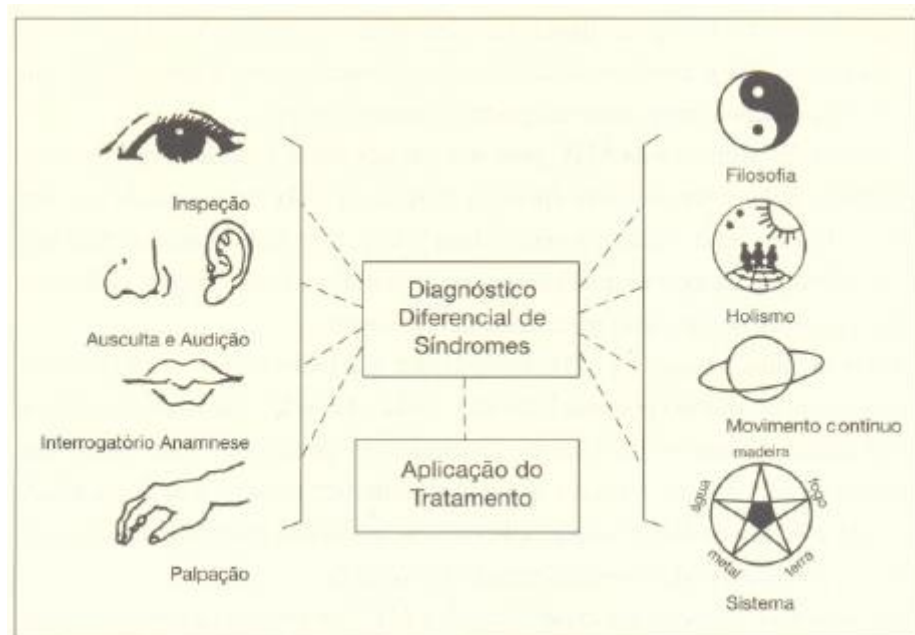 Inspeção
Ausculta e Audição
Interrogatório Anamnese
Palpação
Diagnóstico
Diferencial de
Síndromes
Aplicação do
Tratamento
Filosofia
Holismo
Movimento contínuo
madeira
água
fogo
metal
terra
Sistema